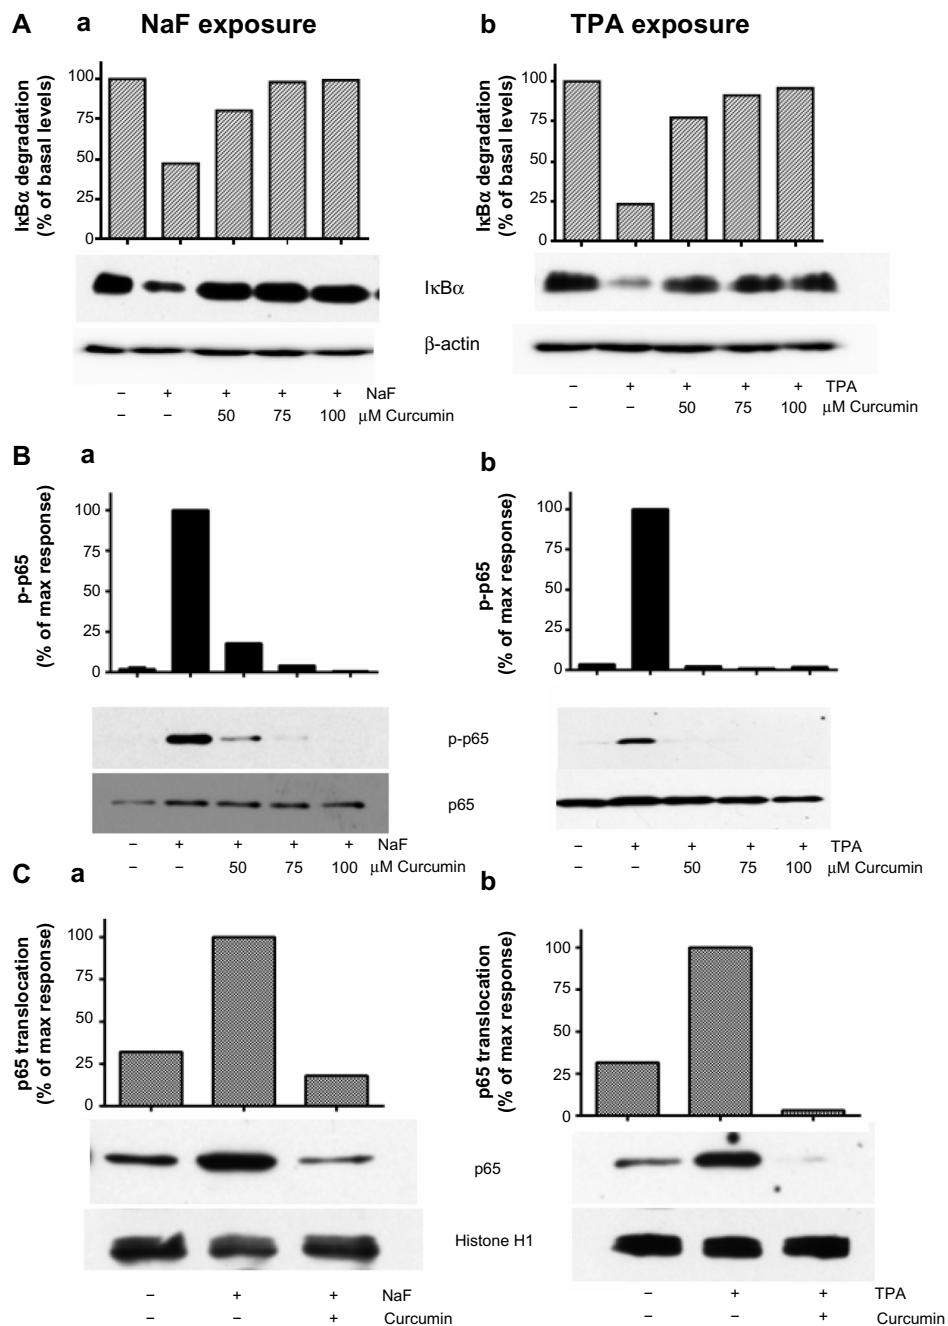 A a NaF exposure b TPA exposure
IκBα degradation
(% of basal levels)
100
75
50
25
0
IκBα degradation
(% of basal levels)
100
75
50
25
0
IκBα
β-actin
– + + + + NaF
– – 50 75 100 μM Curcumin
– + + + + TPA
– – 50 75 100 μM Curcumin
B a b
p-p65
(% of max response)
100
75
50
25
0
p-p65
(% of max response)
100
75
50
25
0
p-p65
p65
– + + + + NaF
– – 50 75 100 μM Curcumin
– + + + + TPA
– – 50 75 100 μM Curcumin
C a b
p65 translocation
(% of max response)
100
75
50
25
0
p65 translocation
(% of max response)
100
75
50
25
0
p65
Histone H1
– + + NaF
– – + Curcumin
– + + TPA
– – + Curcumin